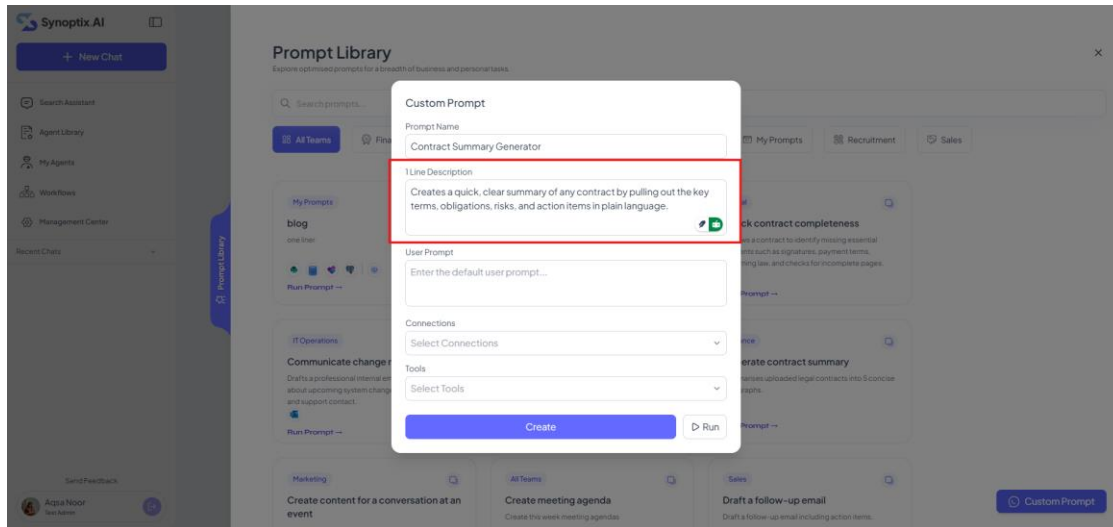 Synoptix AI
+ New Chat
Search Assistant
Agent Library
My Agents
Workflows
Management Center
Recent Chats
Send Feedback
Aqsa Noor
Prompt Library
Prompt Library
Explore optimised prompts for a breadth of business and personal tasks.
Search prompts...
All Teams
Fina
My Prompts
Recruitment
Sales
My Prompts
blog
one liner
Run Prompt →
ck contract completeness
ws a contract to identify missing essential
nts such as signatures, payment terms,
ning law, and checks for incomplete pages.
Prompt →
IT Operations
Communicate change r
Drafts a professional internal em
about upcoming system change
and support contact.
Run Prompt →
nce
erate contract summary
marises uploaded legal contracts into 5 concise
graphs.
Prompt →
Marketing
Create content for a conversation at an
event
All Teams
Create meeting agenda
Create this week meeting agendas
Sales
Draft a follow-up email
Draft a follow-up email including action items.
Custom Prompt
Custom Prompt
Prompt Name
Contract Summary Generator
1 Line Description
Creates a quick, clear summary of any contract by pulling out the key
terms, obligations, risks, and action items in plain language.
User Prompt
Enter the default user prompt...
Connections
Select Connections
Tools
Select Tools
Create
Run